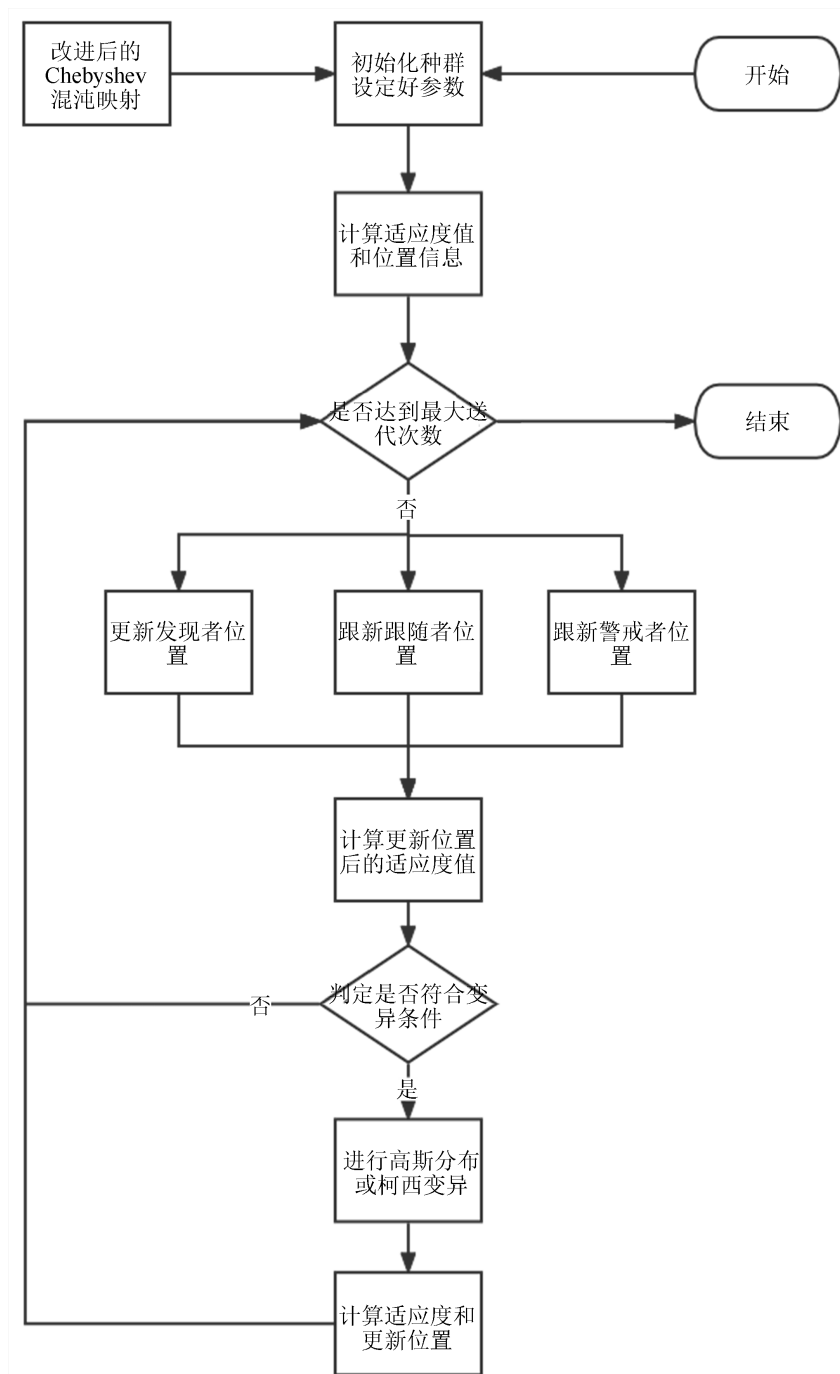 改进后的
Chebyshev
混沌映射
初始化种群
设定好参数
开始
计算适应度值
和位置信息
是否达到最大送
代次数
结束
否
更新发现者位
置
跟新跟随者位
置
跟新警戒者位
置
计算更新位置
后的适应度值
判定是否符合变
异条件
否
是
进行高斯分布
或柯西变异
计算适应度和
更新位置